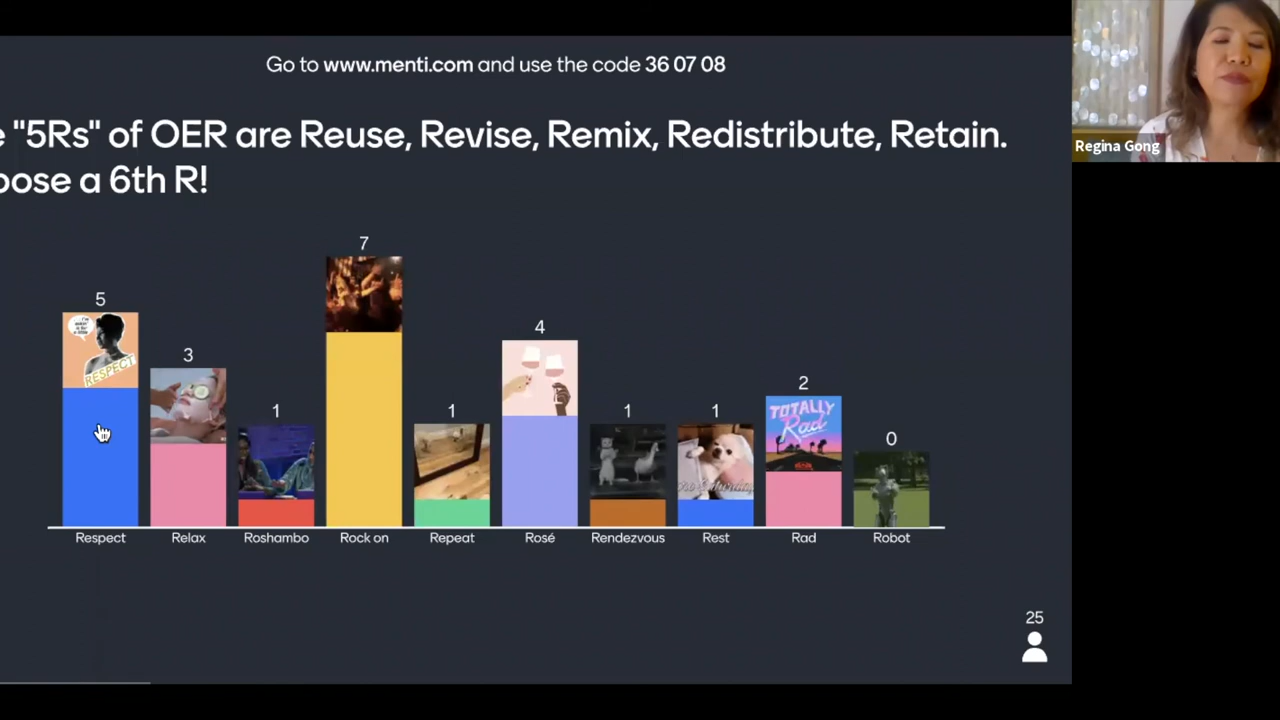 Go to www.menti.com and use the code 36 07 08
"5Rs" of OER are Reuse, Revise, Remix, Redistribute, Retain.
a 6th R!
Regina Gong
7
5
4
3
2
1
1
1
1
0
RESPECT
TOTALLY
Rad
Respect
Relax
Roshambo
Rock on
Repeat
Rosé
Rendezvous
Rest
Rad
Robot
25